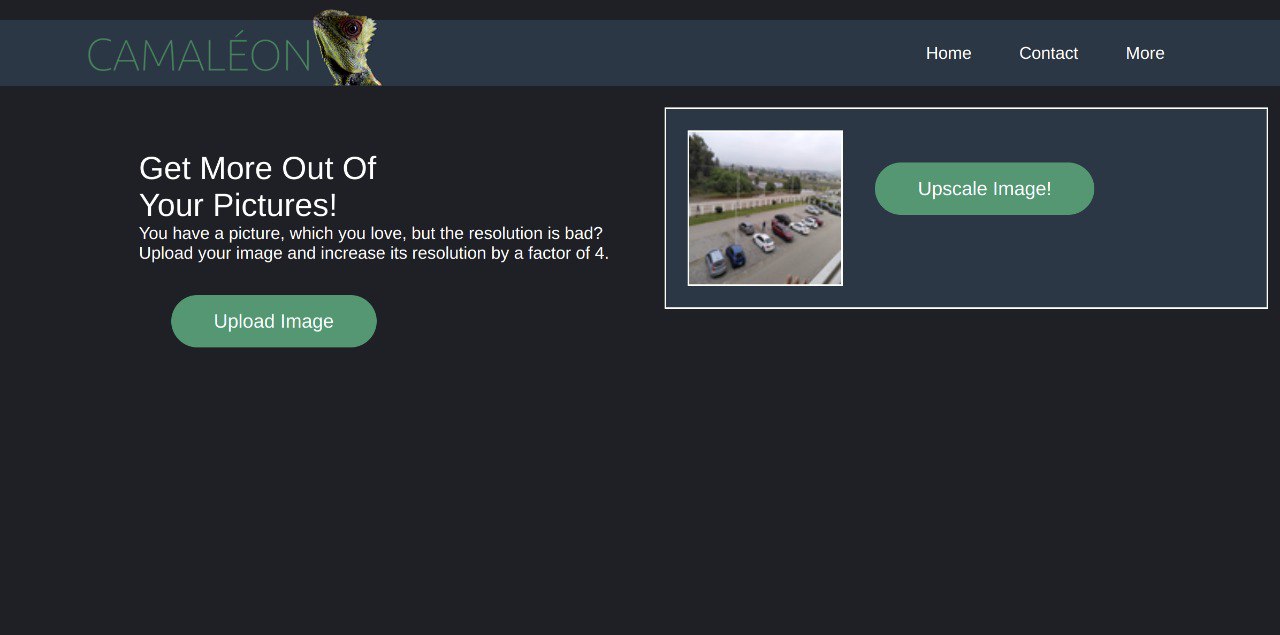 CAMALÉON
Home
Contact
More
Get More Out Of
Your Pictures!
You have a picture, which you love, but the resolution is bad?
Upload your image and increase its resolution by a factor of 4.
Upload Image
Upscale Image!